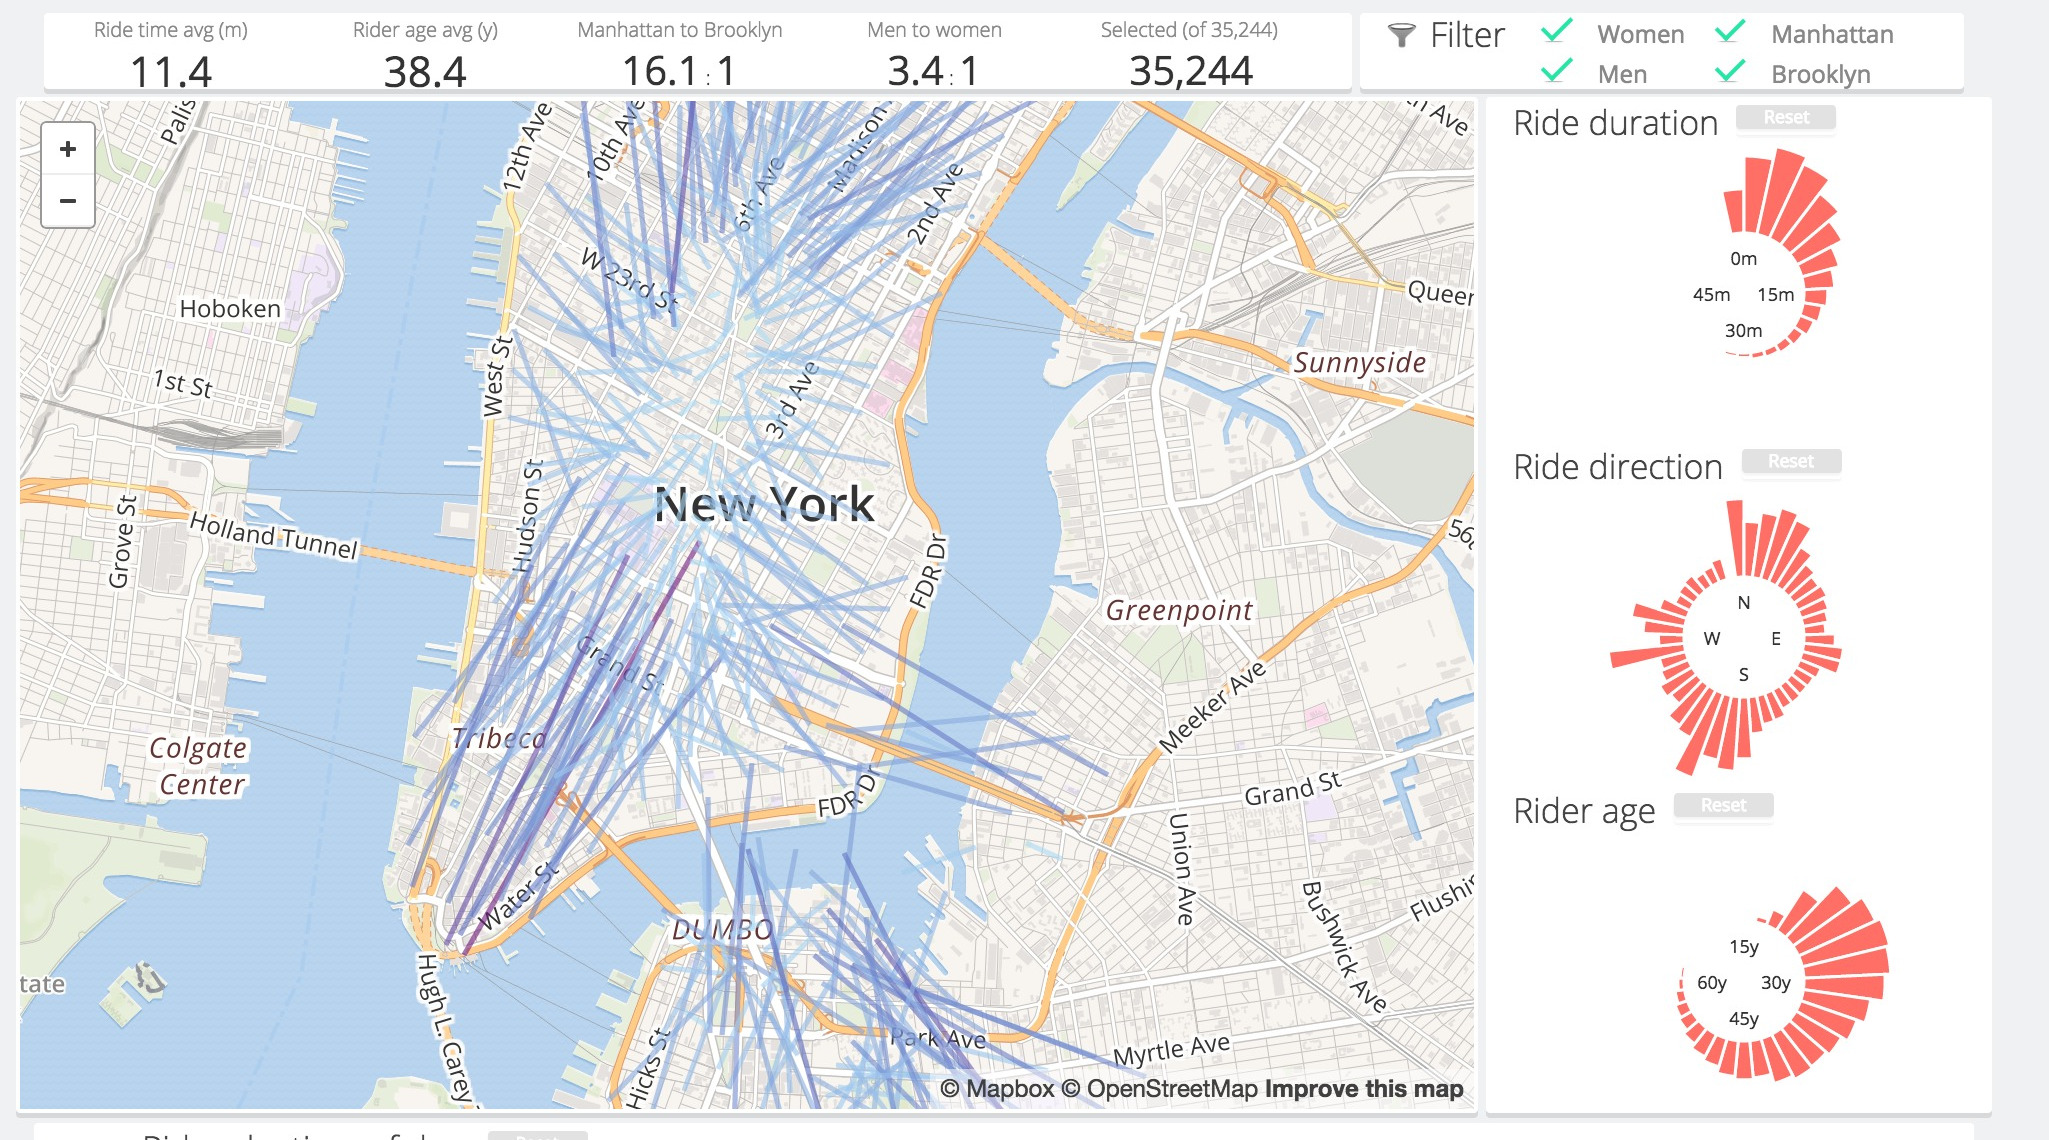 Ride time avg (m)
11.4
Rider age avg (y)
38.4
Manhattan to Brooklyn
16.1 : 1
Men to women
3.4 : 1
Selected (of 35,244)
35,244
Filter
Women
Manhattan
Men
Brooklyn
+
−
Palis
12th Ave
10th Ave
6th Ave
Madison
2nd Ave
W 23rd St
Hoboken
1st St
West St
3rd Ave
Queen
Sunnyside
Hudson St
New York
Grove St
Holland Tunnel
FDR Dr
Greenpoint
Grand St
Meeker Ave
Tribeca
Colgate
Center
FDR Dr
Grand St
Union Ave
Water St
Bushwick Ave
Flushin
DUMBO
tate
Hugh L. Carey
Hicks St
Park Ave
Myrtle Ave
© Mapbox © OpenStreetMap Improve this map
Ride duration
Reset
0m
45m 15m
30m
Ride direction
Reset
N
W E
S
Rider age
Reset
15y
60y 30y
45y
Reset